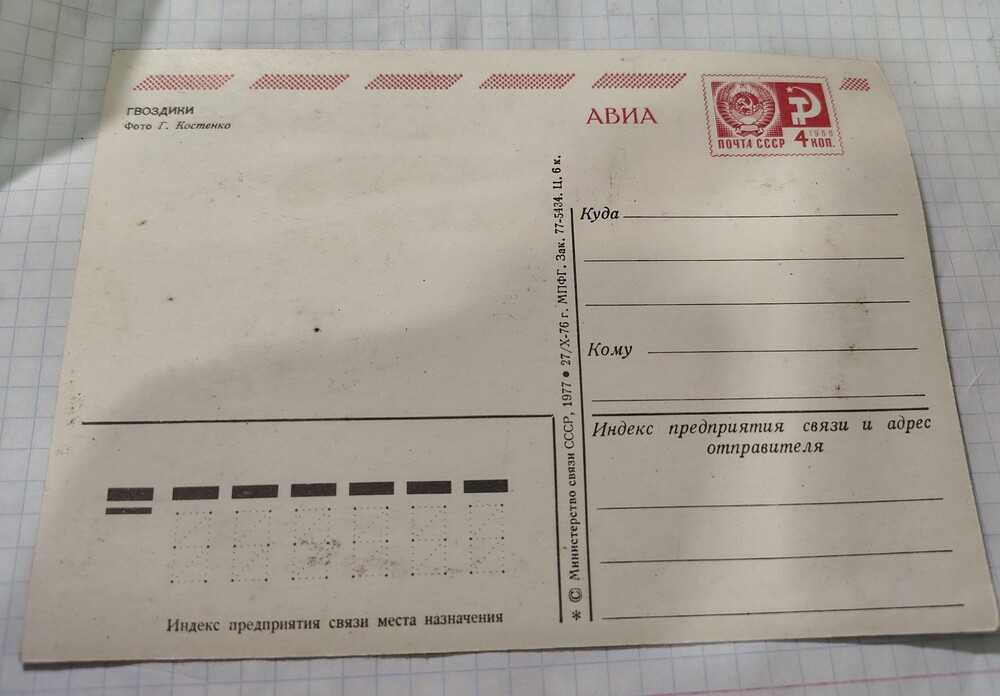 ГВОЗДИКИ
Фото Г. Костенко
АВИА
ПОЧТА СССР 4 КОП.
1966
Куда
Кому
Индекс предприятия связи и адрес
отправителя
* © Министерство связи СССР, 1977 • 27/X-76 г. МПФГ. Зак. 77-5434. Ц. 6 к.
Индекс предприятия связи места назначения